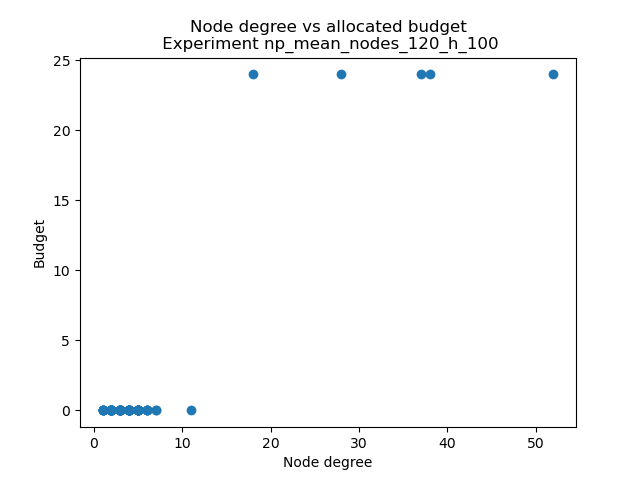 Node degree vs allocated budget
Experiment np_mean_nodes_120_h_100
25
20
15
10
5
0
Budget
0 10 20 30 40 50
Node degree